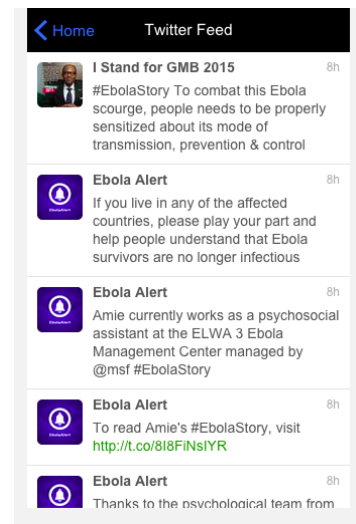 Home
Twitter Feed
I Stand for GMB 2015
8h
#EbolaStory To combat this Ebola
scourge, people needs to be properly
sensitized about its mode of
transmission, prevention & control
Ebola Alert
8h
If you live in any of the affected
countries, please play your part and
help people understand that Ebola
survivors are no longer infectious
Ebola Alert
8h
Amie currently works as a psychosocial
assistant at the ELWA 3 Ebola
Management Center managed by
@msf #EbolaStory
Ebola Alert
8h
To read Amie's #EbolaStory, visit
http://t.co/8I8FiNsIYR
Ebola Alert
8h
Thanks to the psychological team from